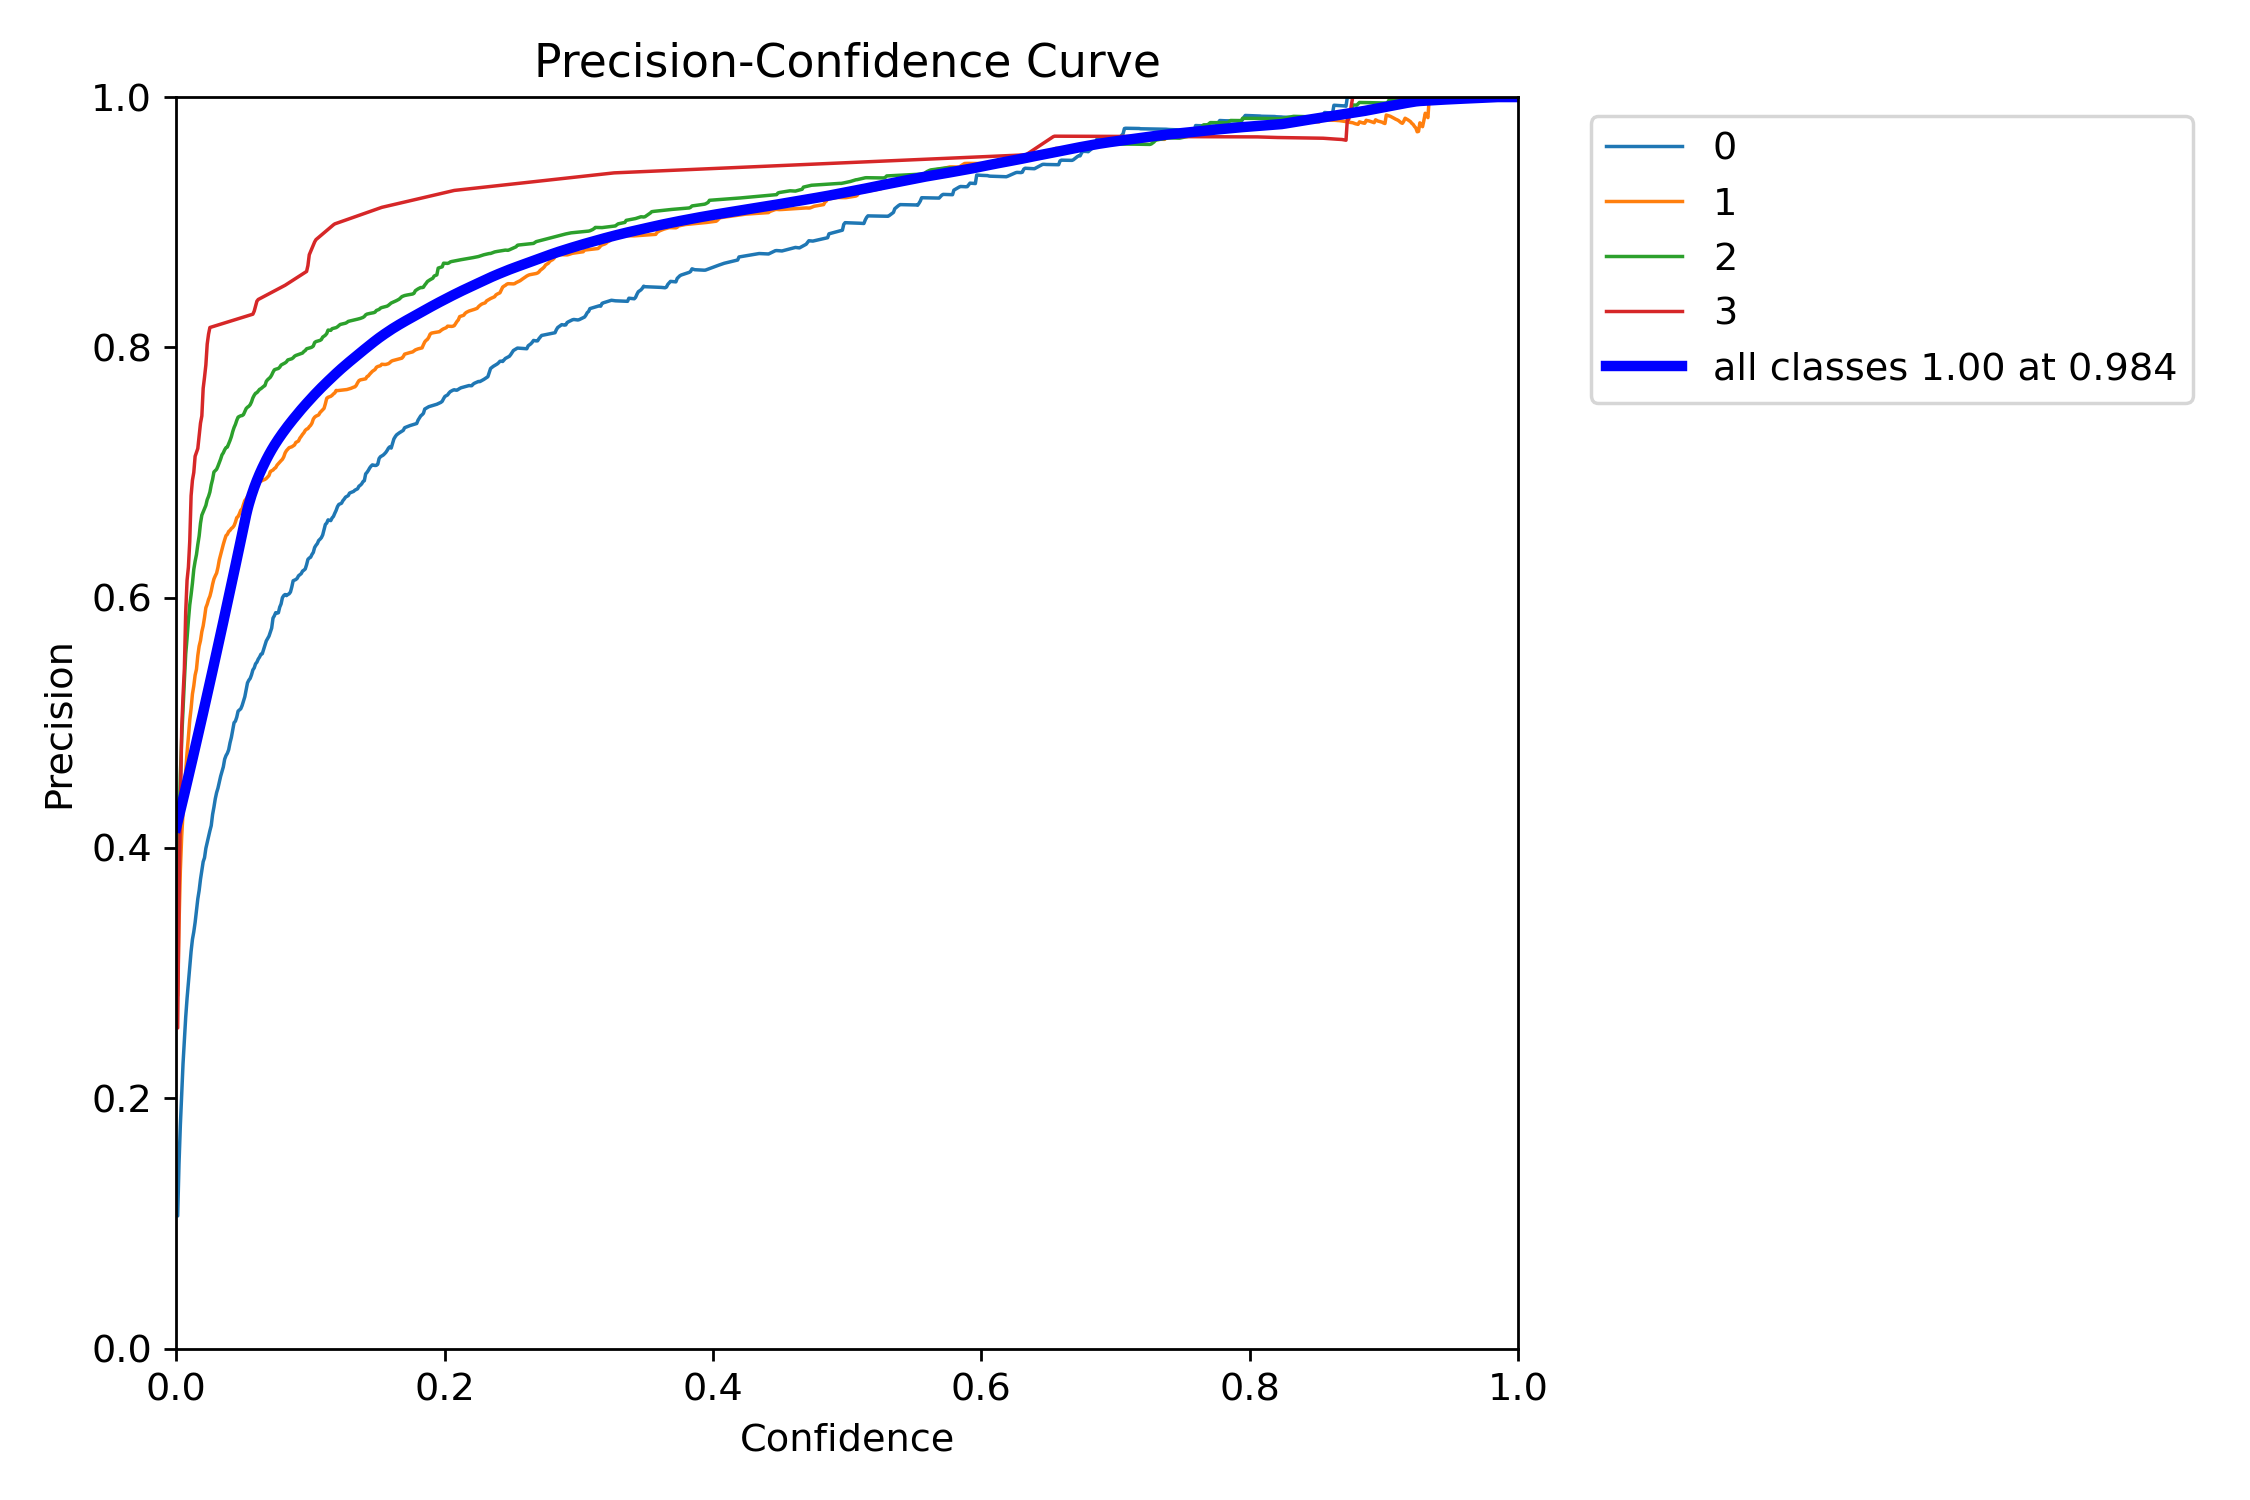 Precision-Confidence Curve
1.0
0.8
0.6
0.4
0.2
0.0
Precision
0.0 0.2 0.4 0.6 0.8 1.0
Confidence
0
1
2
3
all classes 1.00 at 0.984